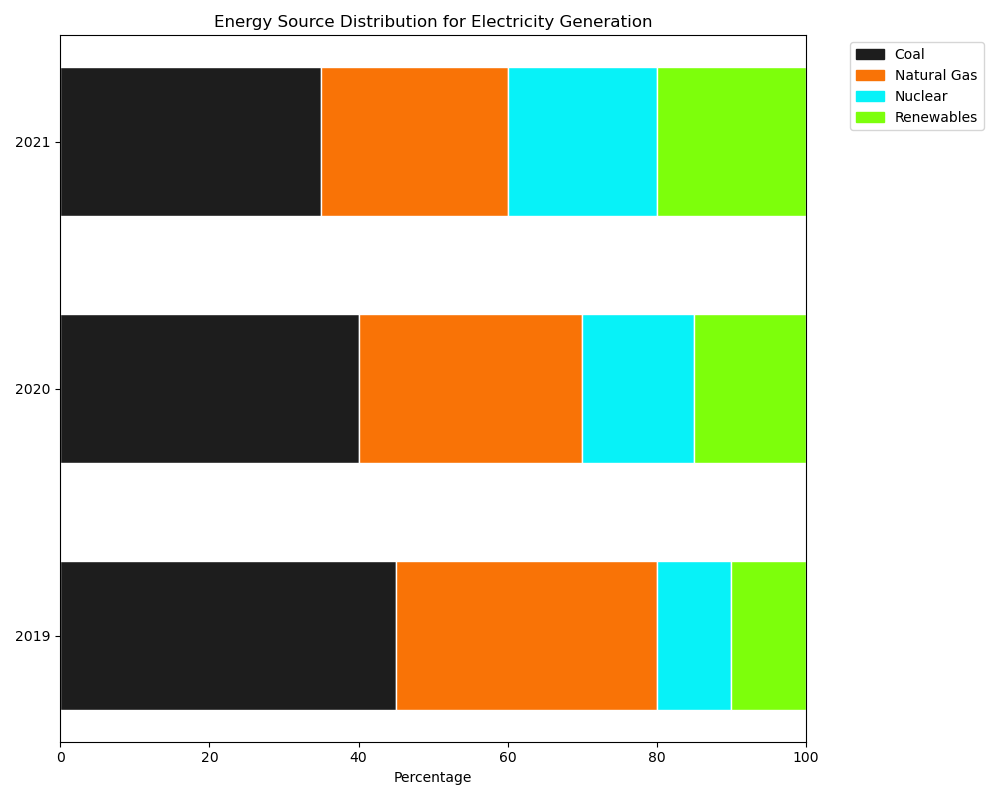 Energy Source Distribution for Electricity Generation
Coal
Natural Gas
Nuclear
Renewables
2021
2020
2019
0 20 40 60 80 100
Percentage